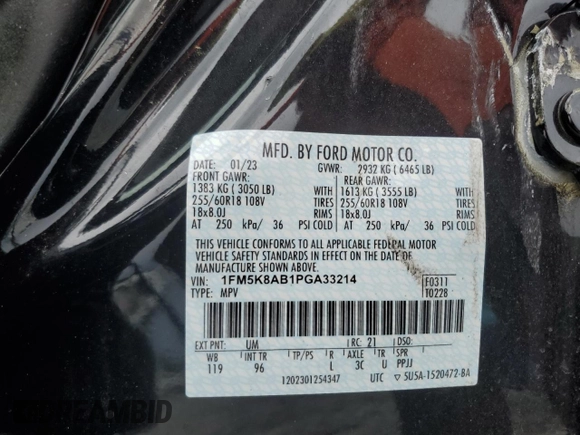 MFD. BY FORD MOTOR CO.
DATE: 01/23 GVWR: 2932 KG ( 6465 LB)
FRONT GAWR: REAR GAWR:
1383 KG ( 3050 LB) WITH 1613 KG ( 3555 LB) WITH
255/60R18 108V TIRES 255/60R18 108V TIRES
18x8.0J RIMS 18x8.0J RIMS
AT 250 kPa/ 36 PSI COLD AT 250 kPa/ 36 PSI COLD
THIS VEHICLE CONFORMS TO ALL APPLICABLE FEDERAL MOTOR
VEHICLE SAFETY STANDARDS IN EFFECT ON THE DATE OF
MANUFACTURE SHOWN ABOVE.
VIN: 1FM5K8AB1PGA33214 F0311
TYPE: MPV T0228
EXT PNT: UM RC: 21 DSO:
WB INT TR TP/PS R AXLE TR SPR
119 96 L 3C U PPJJ
1202301254347 UTC 5U5A-1520472-BA
DREAMBID